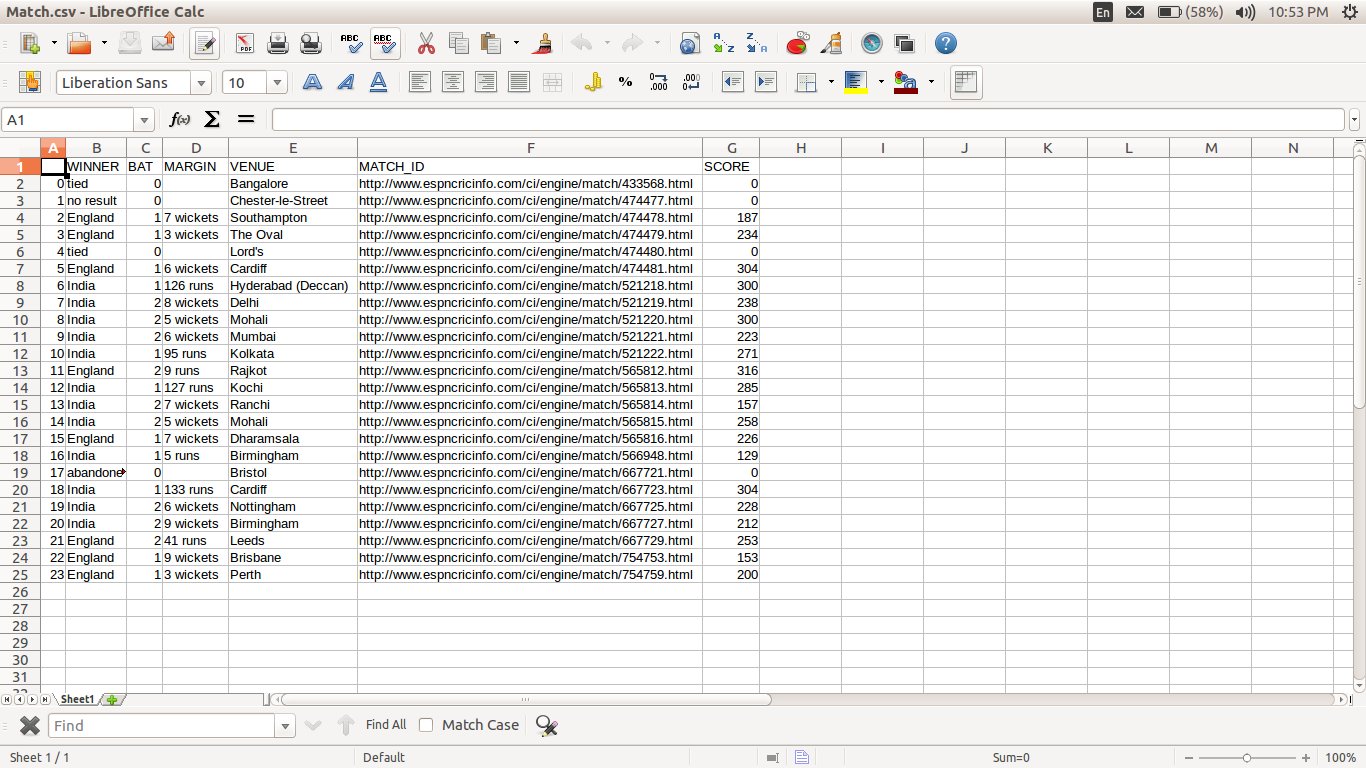 Match.csv - LibreOffice Calc En (58%) 10:53 PM
ABC ABC
Liberation Sans 10 A A A % .000 .000
A1 f(x) Σ =
A B C D E F G H I J K L M N
1 WINNER BAT MARGIN VENUE MATCH_ID SCORE
2 0 tied 0 Bangalore http://www.espncricinfo.com/ci/engine/match/433568.html 0
3 1 no result 0 Chester-le-Street http://www.espncricinfo.com/ci/engine/match/474477.html 0
4 2 England 1 7 wickets Southampton http://www.espncricinfo.com/ci/engine/match/474478.html 187
5 3 England 1 3 wickets The Oval http://www.espncricinfo.com/ci/engine/match/474479.html 234
6 4 tied 0 Lord's http://www.espncricinfo.com/ci/engine/match/474480.html 0
7 5 England 1 6 wickets Cardiff http://www.espncricinfo.com/ci/engine/match/474481.html 304
8 6 India 1 126 runs Hyderabad (Deccan) http://www.espncricinfo.com/ci/engine/match/521218.html 300
9 7 India 2 8 wickets Delhi http://www.espncricinfo.com/ci/engine/match/521219.html 238
10 8 India 2 5 wickets Mohali http://www.espncricinfo.com/ci/engine/match/521220.html 300
11 9 India 2 6 wickets Mumbai http://www.espncricinfo.com/ci/engine/match/521221.html 223
12 10 India 1 95 runs Kolkata http://www.espncricinfo.com/ci/engine/match/521222.html 271
13 11 England 2 9 runs Rajkot http://www.espncricinfo.com/ci/engine/match/565812.html 316
14 12 India 1 127 runs Kochi http://www.espncricinfo.com/ci/engine/match/565813.html 285
15 13 India 2 7 wickets Ranchi http://www.espncricinfo.com/ci/engine/match/565814.html 157
16 14 India 2 5 wickets Mohali http://www.espncricinfo.com/ci/engine/match/565815.html 258
17 15 England 1 7 wickets Dharamsala http://www.espncricinfo.com/ci/engine/match/565816.html 226
18 16 India 1 5 runs Birmingham http://www.espncricinfo.com/ci/engine/match/566948.html 129
19 17 abandone 0 Bristol http://www.espncricinfo.com/ci/engine/match/667721.html 0
20 18 India 1 133 runs Cardiff http://www.espncricinfo.com/ci/engine/match/667723.html 304
21 19 India 2 6 wickets Nottingham http://www.espncricinfo.com/ci/engine/match/667725.html 228
22 20 India 2 9 wickets Birmingham http://www.espncricinfo.com/ci/engine/match/667727.html 212
23 21 England 2 41 runs Leeds http://www.espncricinfo.com/ci/engine/match/667729.html 253
24 22 England 1 9 wickets Brisbane http://www.espncricinfo.com/ci/engine/match/754753.html 153
25 23 England 1 3 wickets Perth http://www.espncricinfo.com/ci/engine/match/754759.html 200
26
27
28
29
30
31
Sheet1
Find Find All Match Case
Sheet 1 / 1 Default Sum=0 100%